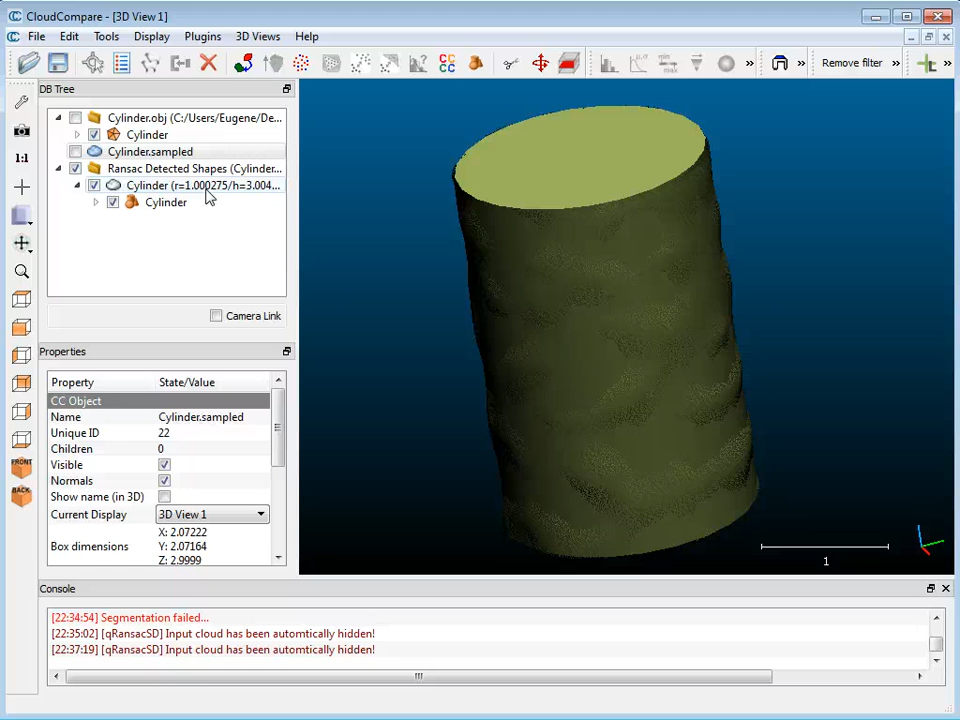 CloudCompare - [3D View 1]
File Edit Tools Display Plugins 3D Views Help
Remove filter
DB Tree
Cylinder.obj (C:/Users/Eugene/De...
Cylinder
Cylinder.sampled
Ransac Detected Shapes (Cylinder...
Cylinder (r=1.000275/h=3.004...
Cylinder
1:1
Camera Link
Properties
Property State/Value
CC Object
Name Cylinder.sampled
Unique ID 22
Children 0
Visible
Normals
Show name (in 3D)
Current Display 3D View 1
Box dimensions X: 2.07222
Y: 2.07164
Z: 2.9999
FRONT
BACK
1
Console
[22:34:54] Segmentation failed...
[22:35:02] [qRansacSD] Input cloud has been automtically hidden!
[22:37:19] [qRansacSD] Input cloud has been automtically hidden!